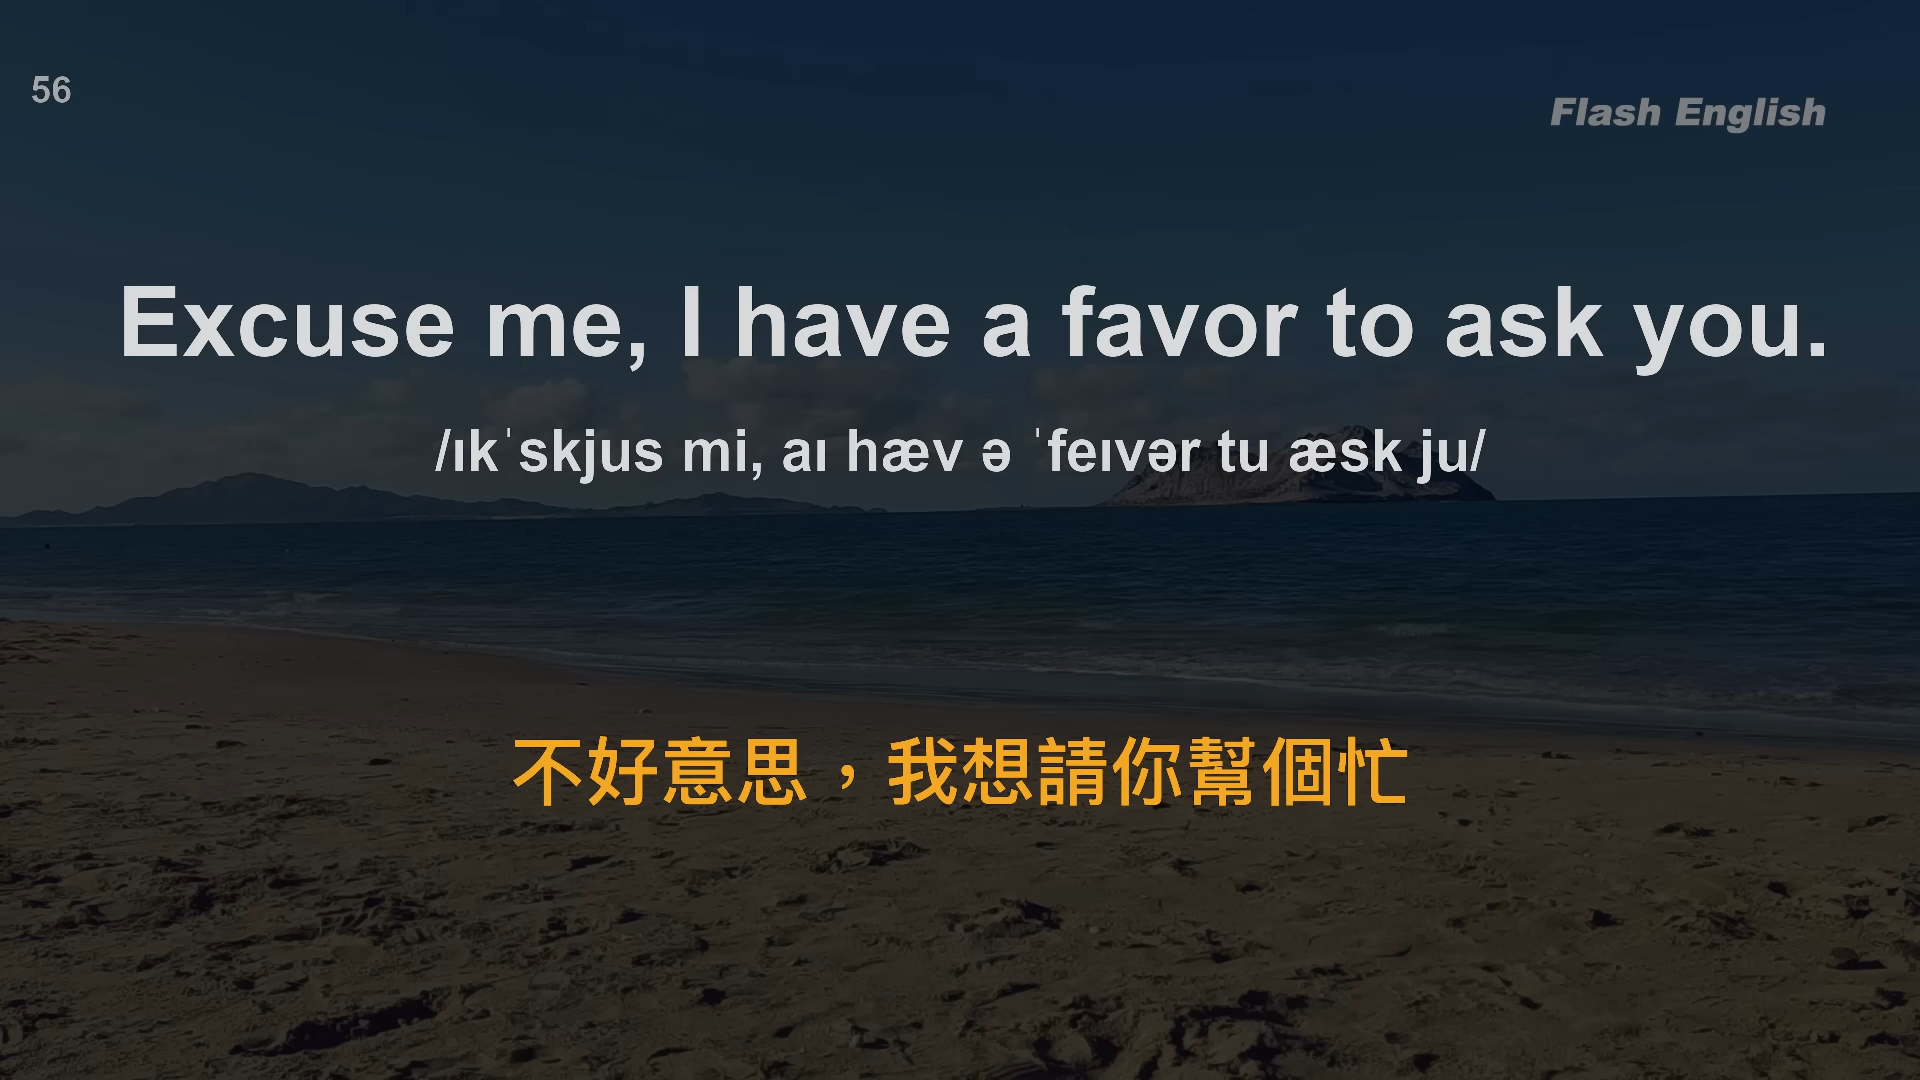 56
Flash English
Excuse me, I have a favor to ask you.
/ɪkˈskjus mi, aɪ hæv ə ˈfeɪvər tu æsk ju/
不好意思，我想請你幫個忙